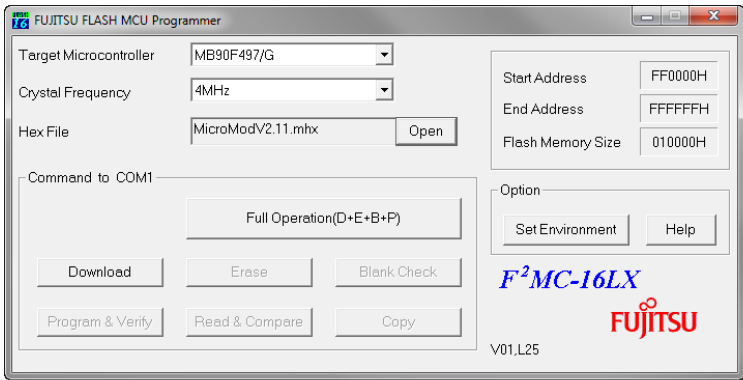 FUJITSU FLASH MCU Programmer
Target Microcontroller MB90F497/G
Crystal Frequency 4MHz
Hex File MicroModV2.11.mhx Open
Start Address FF0000H
End Address FFFFFFH
Flash Memory Size 010000H
Command to COM1
Full Operation(D+E+B+P)
Download Erase Blank Check
Program & Verify Read & Compare Copy
Option
Set Environment Help
F²MC-16LX
FUJITSU
V01,L25